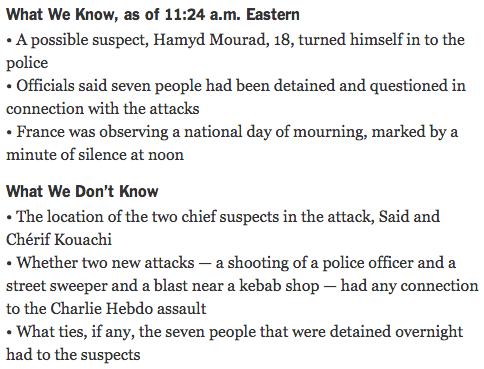 What We Know, as of 11:24 a.m. Eastern
• A possible suspect, Hamyd Mourad, 18, turned himself in to the
police
• Officials said seven people had been detained and questioned in
connection with the attacks
• France was observing a national day of mourning, marked by a
minute of silence at noon
What We Don't Know
• The location of the two chief suspects in the attack, Said and
Chérif Kouachi
• Whether two new attacks — a shooting of a police officer and a
street sweeper and a blast near a kebab shop — had any connection
to the Charlie Hebdo assault
• What ties, if any, the seven people that were detained overnight
had to the suspects